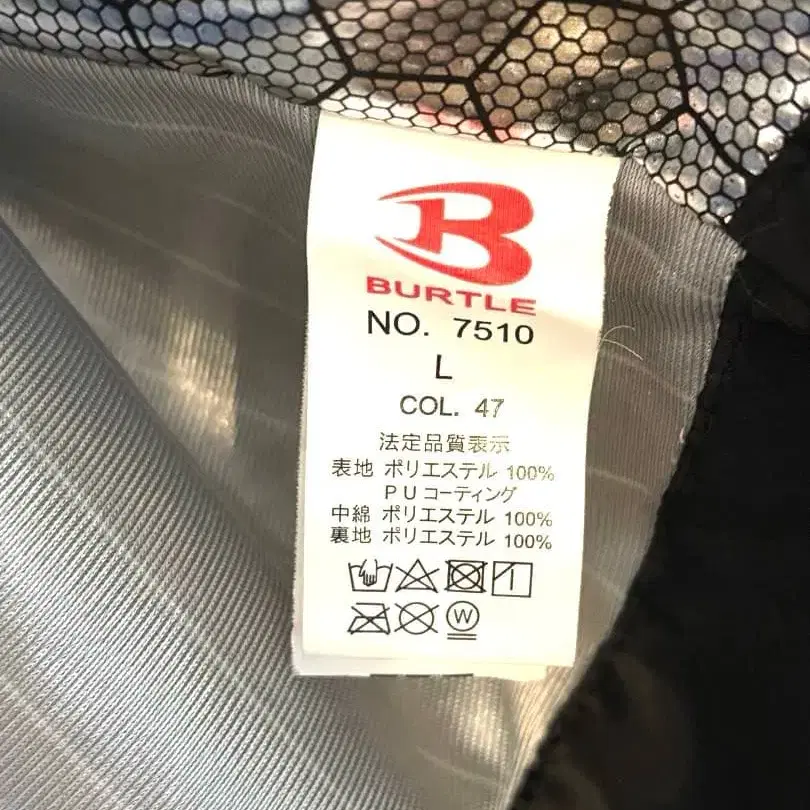 BURTLE
NO. 7510
L
COL. 47
法定品質表示
表地 ポリエステル 100%
PUコーティング
中綿 ポリエステル 100%
裏地 ポリエステル 100%
W